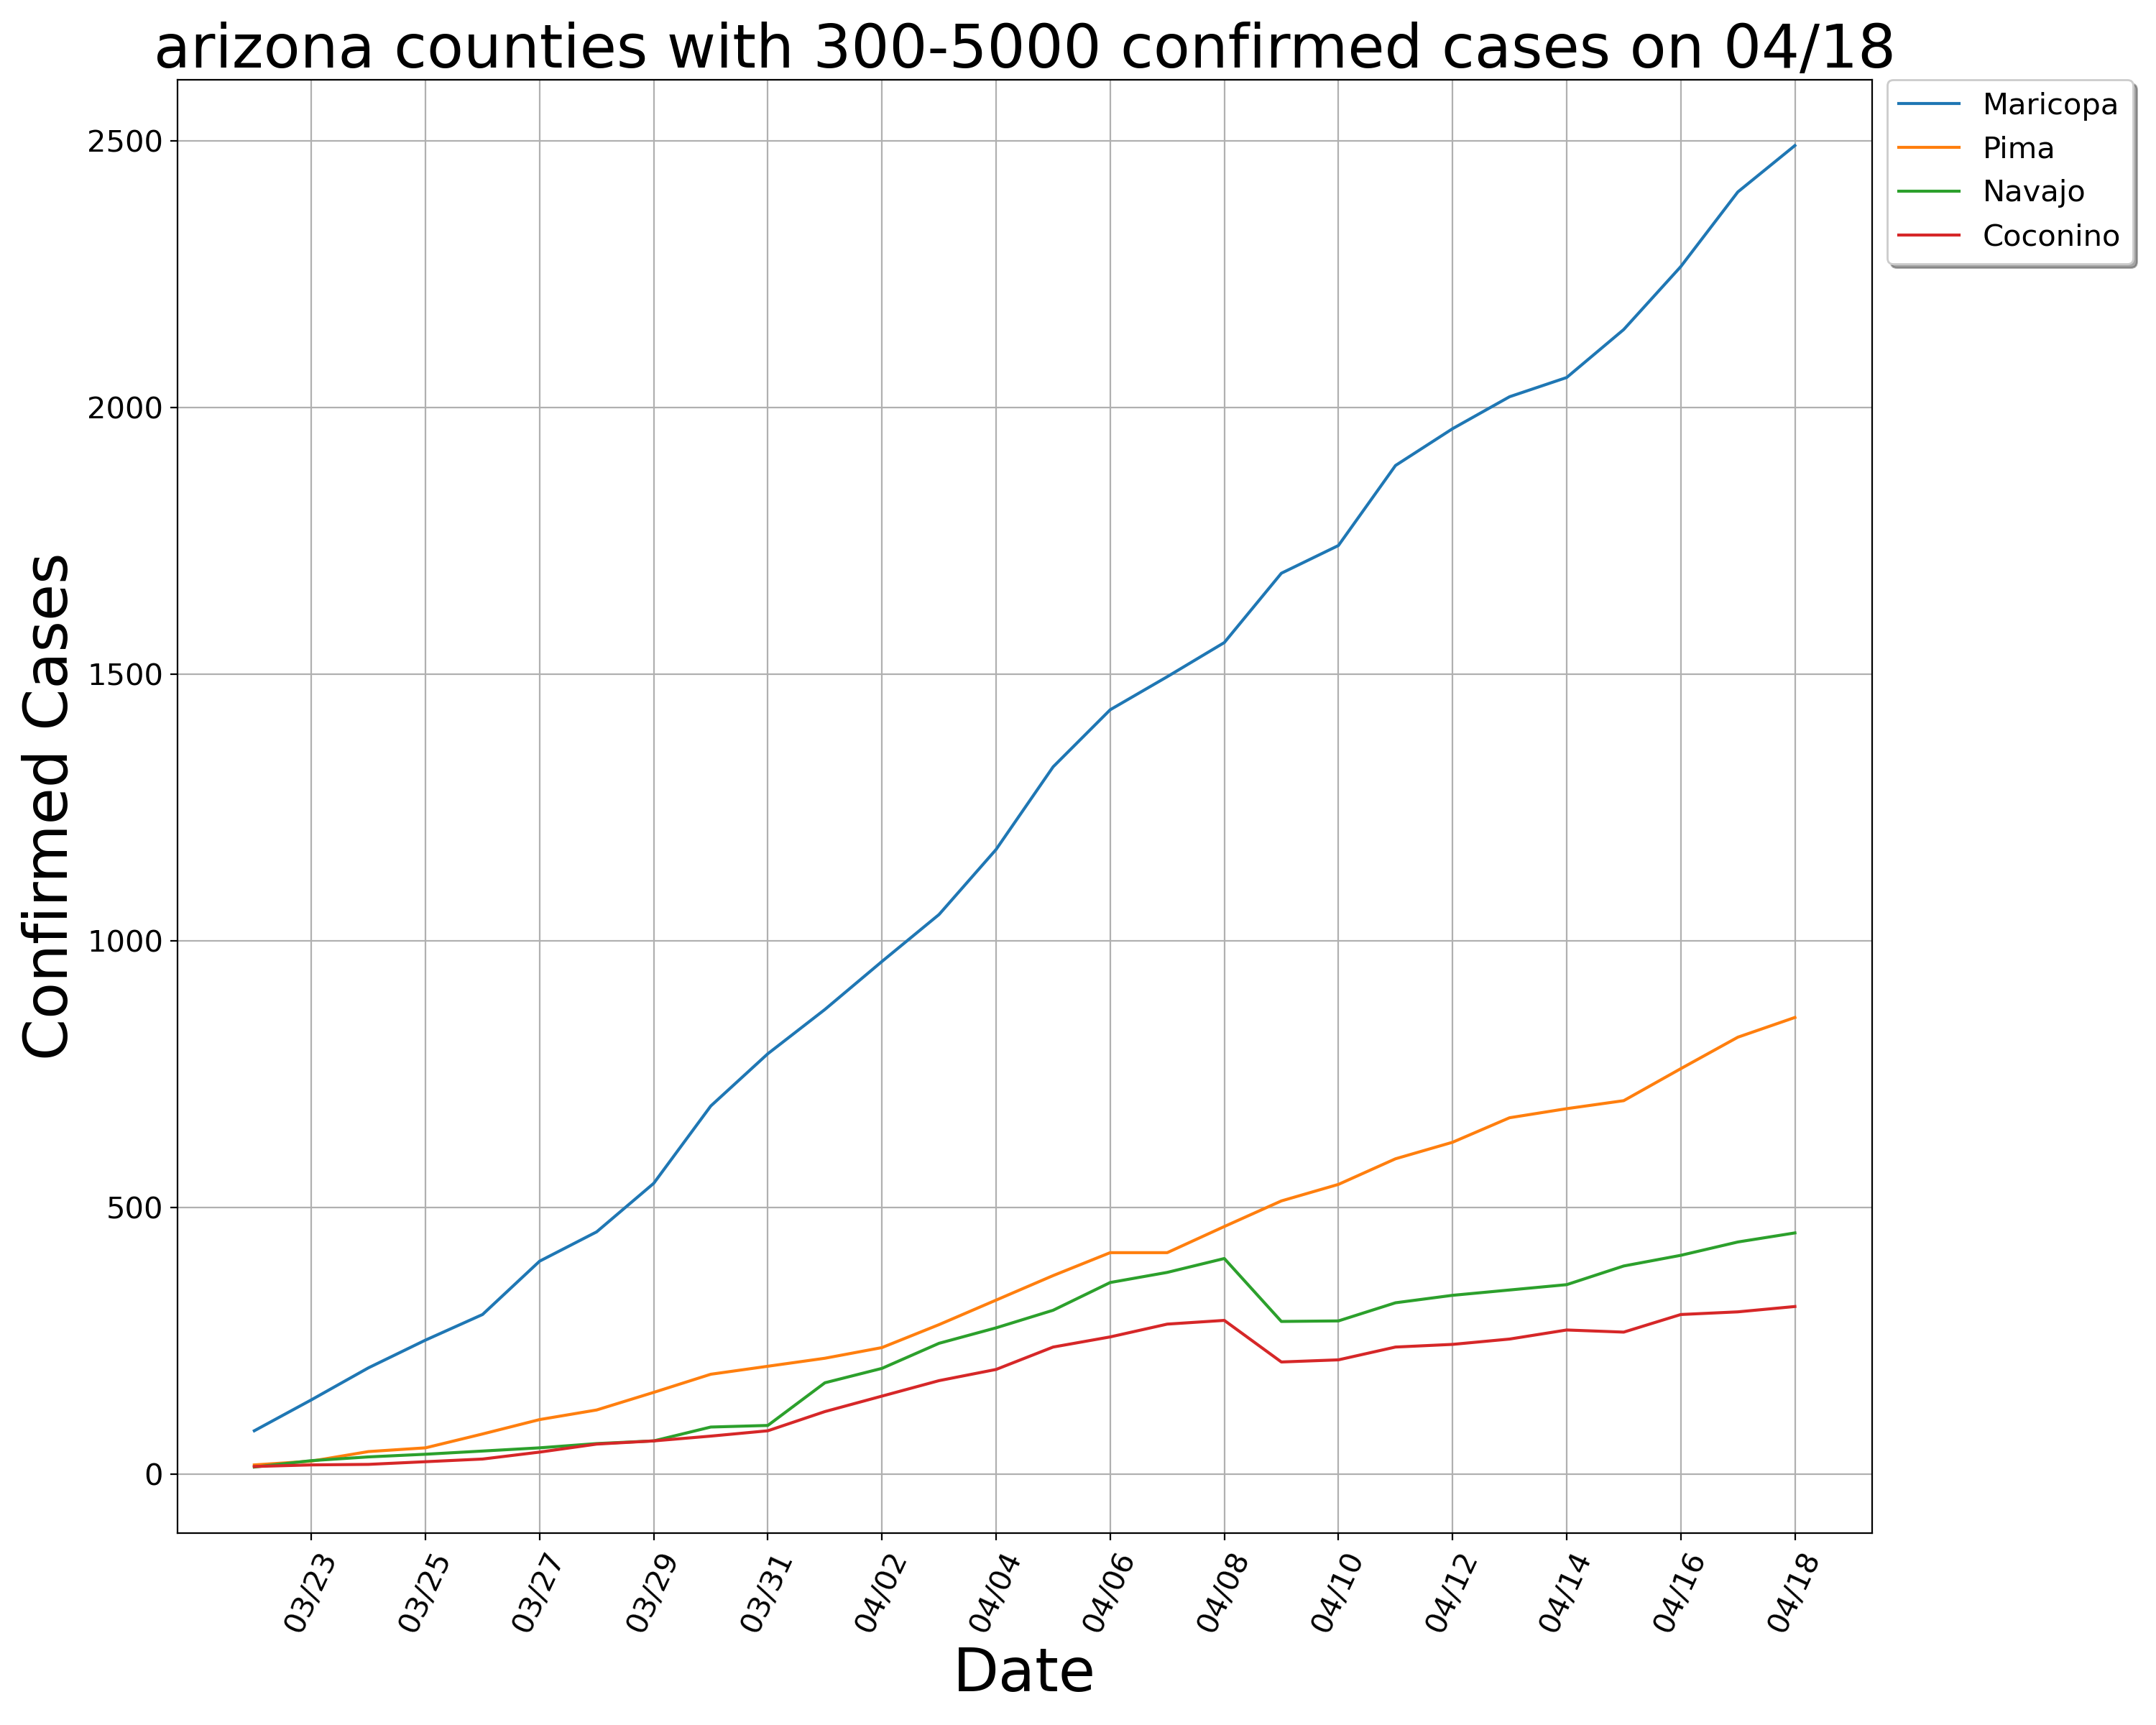 arizona counties with 300-5000 confirmed cases on 04/18
Maricopa
Pima
Navajo
Coconino
Confirmed Cases
2500
2000
1500
1000
500
0
03/23
03/25
03/27
03/29
03/31
04/02
04/04
04/06
04/08
04/10
04/12
04/14
04/16
04/18
Date